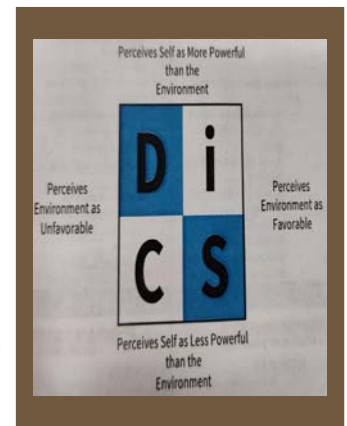 Perceives Self as More Powerful
than the
Environment
D i
Perceives
Environment as
Unfavorable
Perceives
Environment as
Favorable
C S
Perceives Self as Less Powerful
than the
Environment